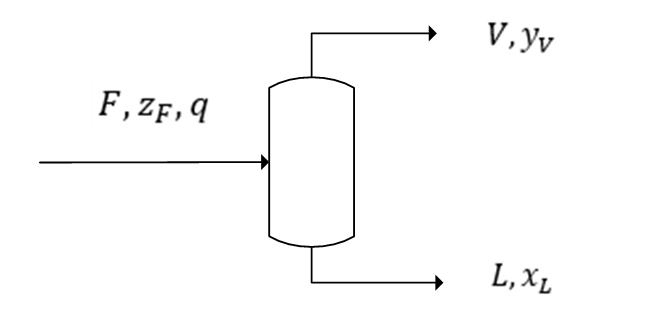 V, y_V
F, z_F, q
L, x_L